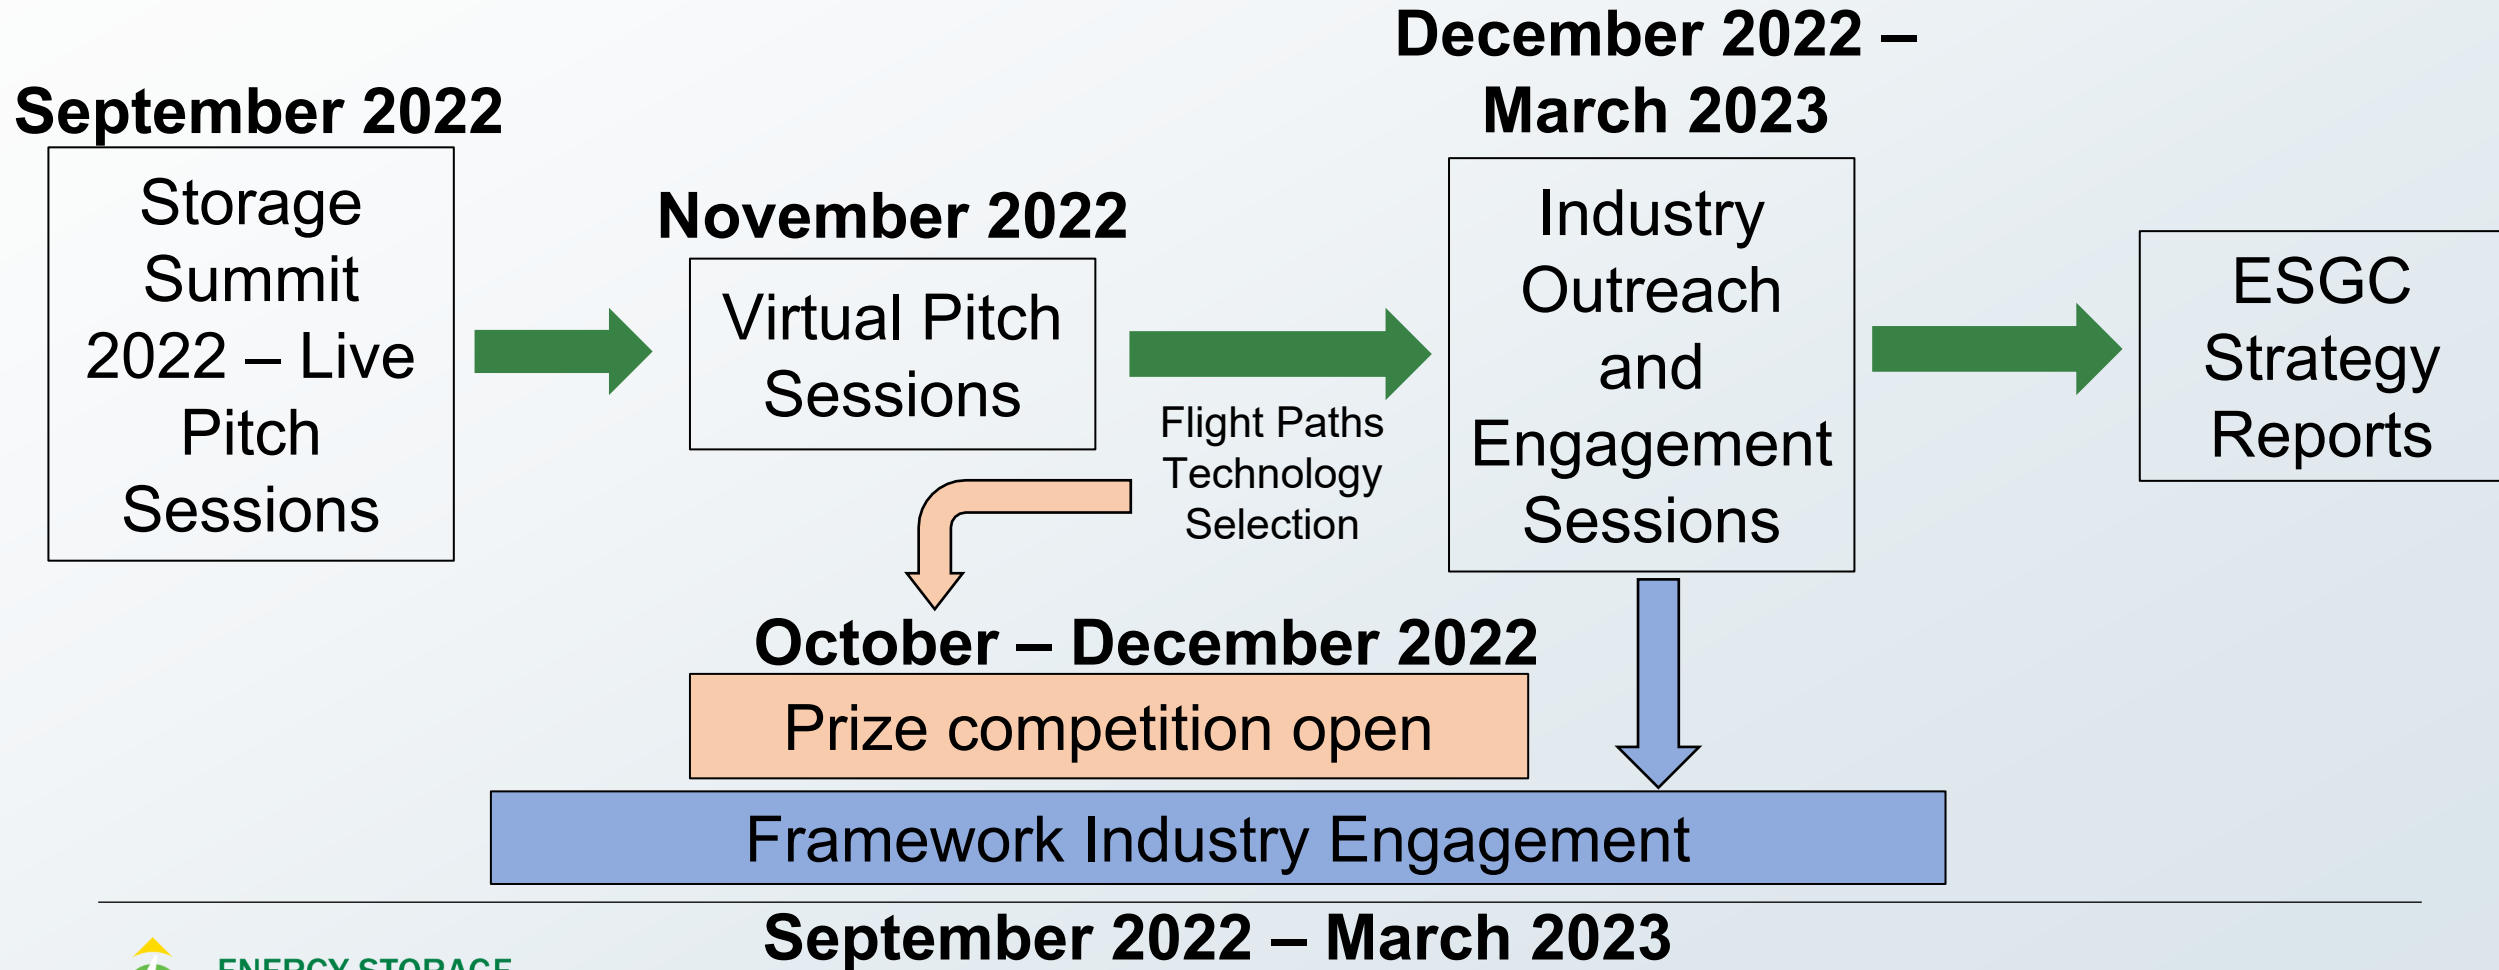 September 2022
Storage
Summit
2022 – Live
Pitch
Sessions
November 2022
Virtual Pitch
Sessions
Flight Paths
Technology
Selection
December 2022 –
March 2023
Industry
Outreach
and
Engagement
Sessions
ESGC
Strategy
Reports
October – December 2022
Prize competition open
Framework Industry Engagement
September 2022 – March 2023
ENERGY STORAGE